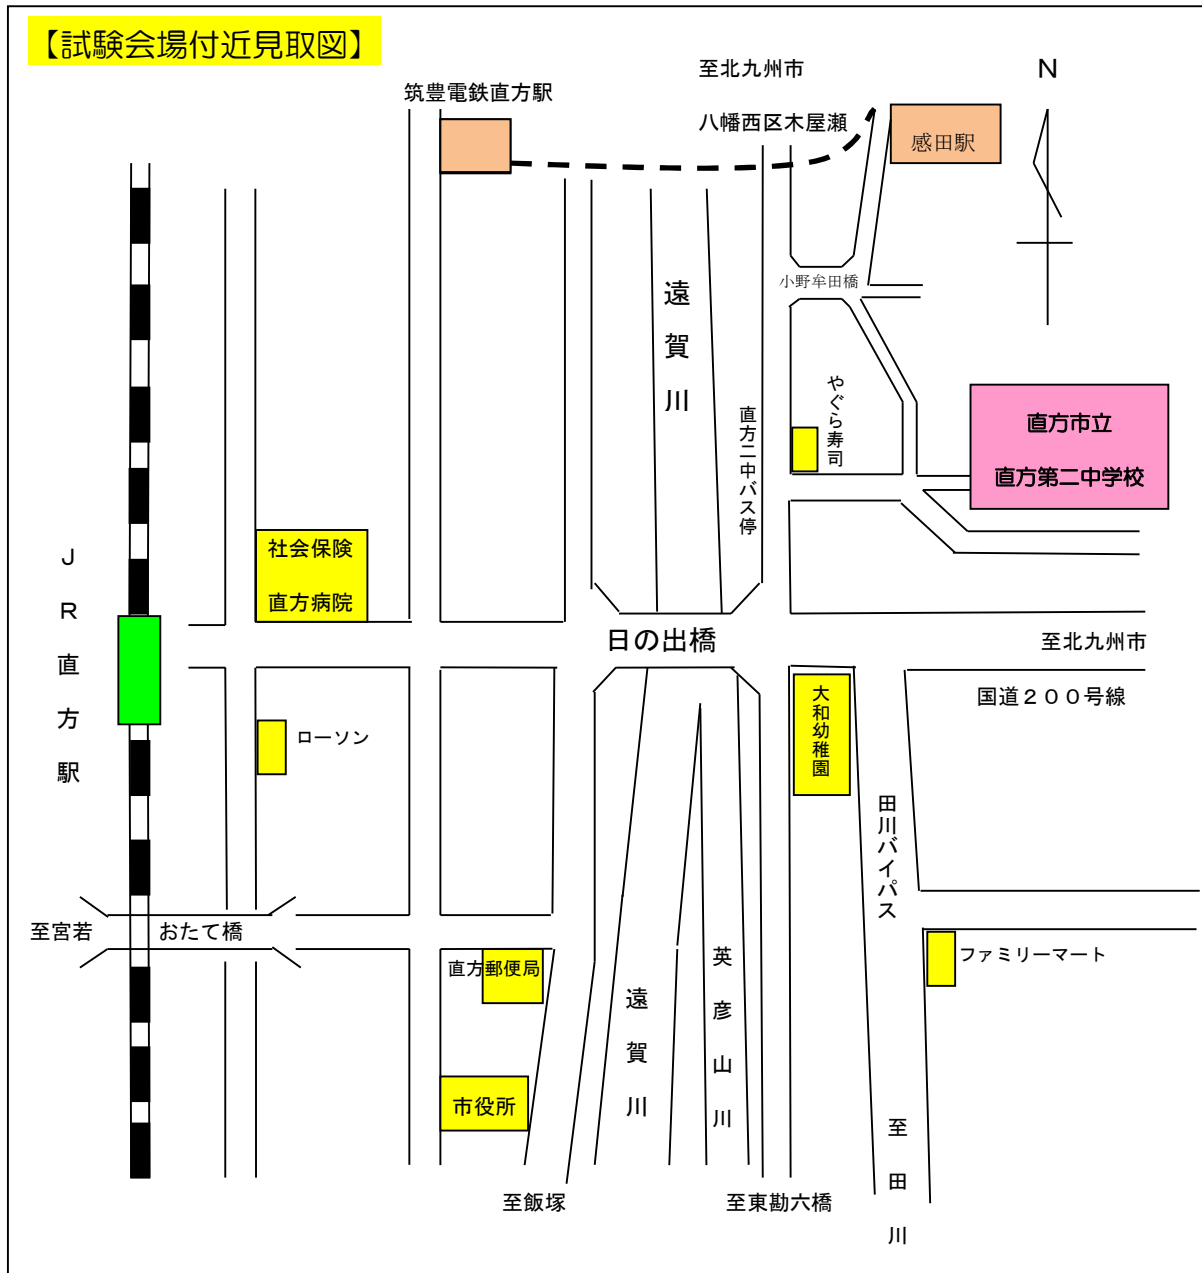 【試験会場付近見取図】
至北九州市
N
筑豊電鉄直方駅
八幡西区木屋瀬
感田駅
小野牟田橋
遠賀川
やぐら寿司
直方二中バス停
直方市立
直方第二中学校
社会保険
直方病院
JR直方駅
日の出橋
至北九州市
国道200号線
大和幼稚園
ローソン
田川バイパス
至宮若
おたて橋
直方郵便局
ファミリーマート
遠賀川
英彦山川
市役所
至田川
至飯塚
至東勘六橋